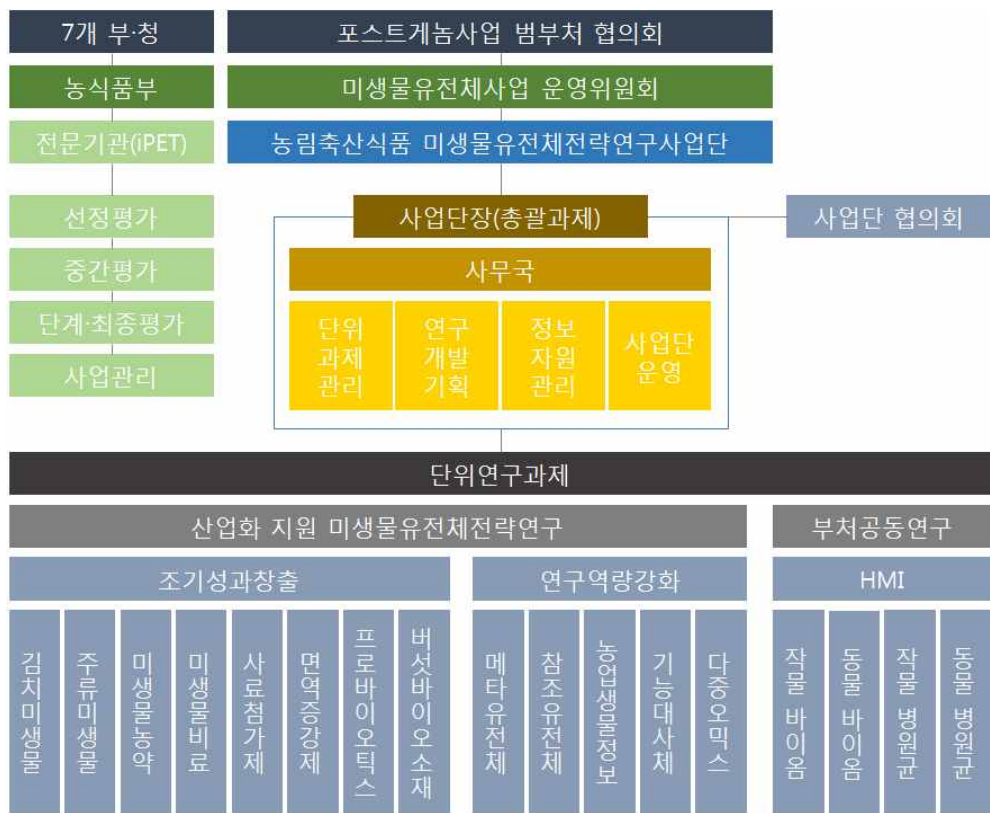 7개 부·청
포스트게놈사업 범부처 협의회
농식품부
미생물유전체사업 운영위원회
전문기관(iPET)
농림축산식품 미생물유전체전략연구사업단
선정평가
중간평가
단계·최종평가
사업관리
사업단장(총괄과제)
사업단 협의회
사무국
단위
과제
관리
연구
개발
기획
정보
자원
관리
사업단
운영
단위연구과제
산업화 지원 미생물유전체전략연구
부처공동연구
조기성과창출
연구역량강화
HMI
김치미생물
주류미생물
미생물농약
미생물비료
사료첨가제
면역증강제
프로바이오틱스
버섯바이오소재
메타유전체
참조유전체
농업생물정보
기능대사체
다중오믹스
작물 바이옴
동물 바이옴
작물 병원균
동물 병원균